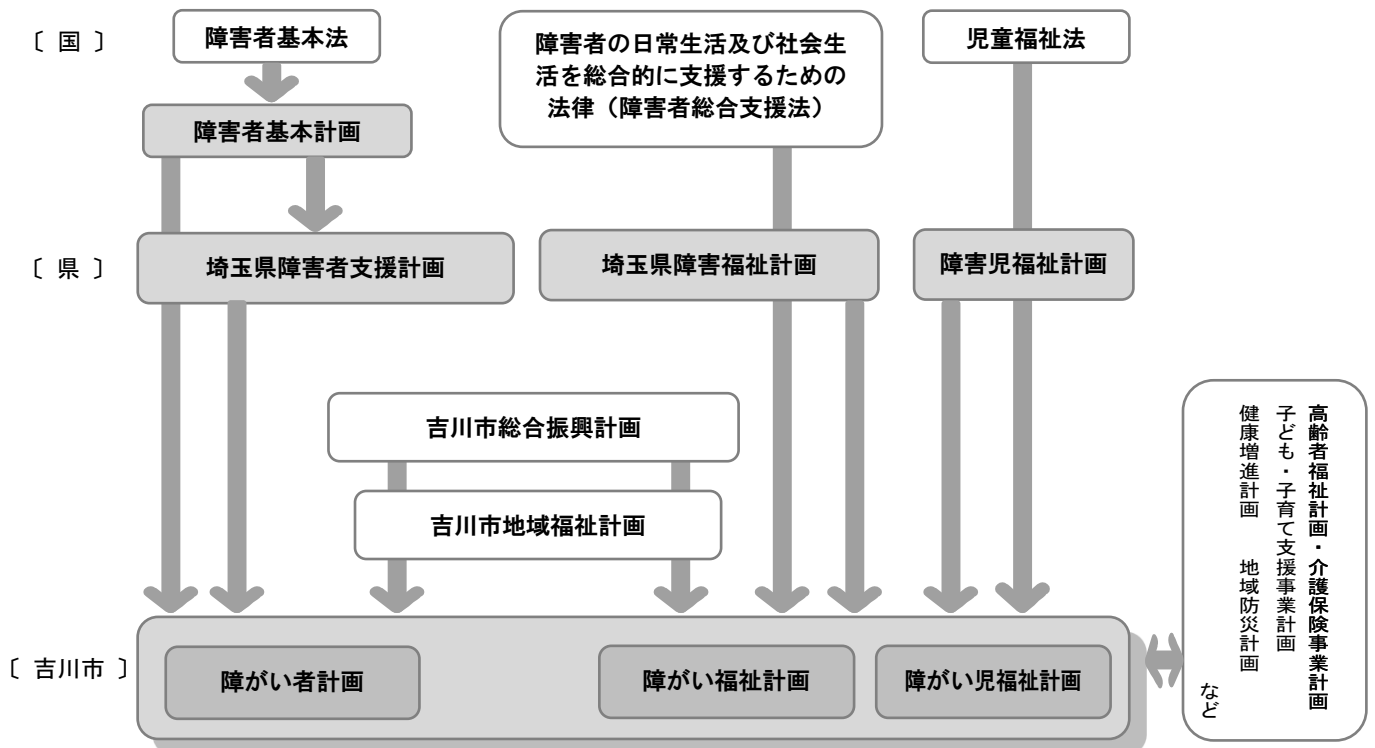 〔 国 〕
障害者基本法
障害者の日常生活及び社会生
活を総合的に支援するための
法律（障害者総合支援法）
児童福祉法
障害者基本計画
〔 県 〕
埼玉県障害者支援計画
埼玉県障害福祉計画
障害児福祉計画
吉川市総合振興計画
吉川市地域福祉計画
高齢者福祉計画・介護保険事業計画
子ども・子育て支援事業計画
健康増進計画　地域防災計画
など
〔 吉川市 〕
障がい者計画
障がい福祉計画
障がい児福祉計画